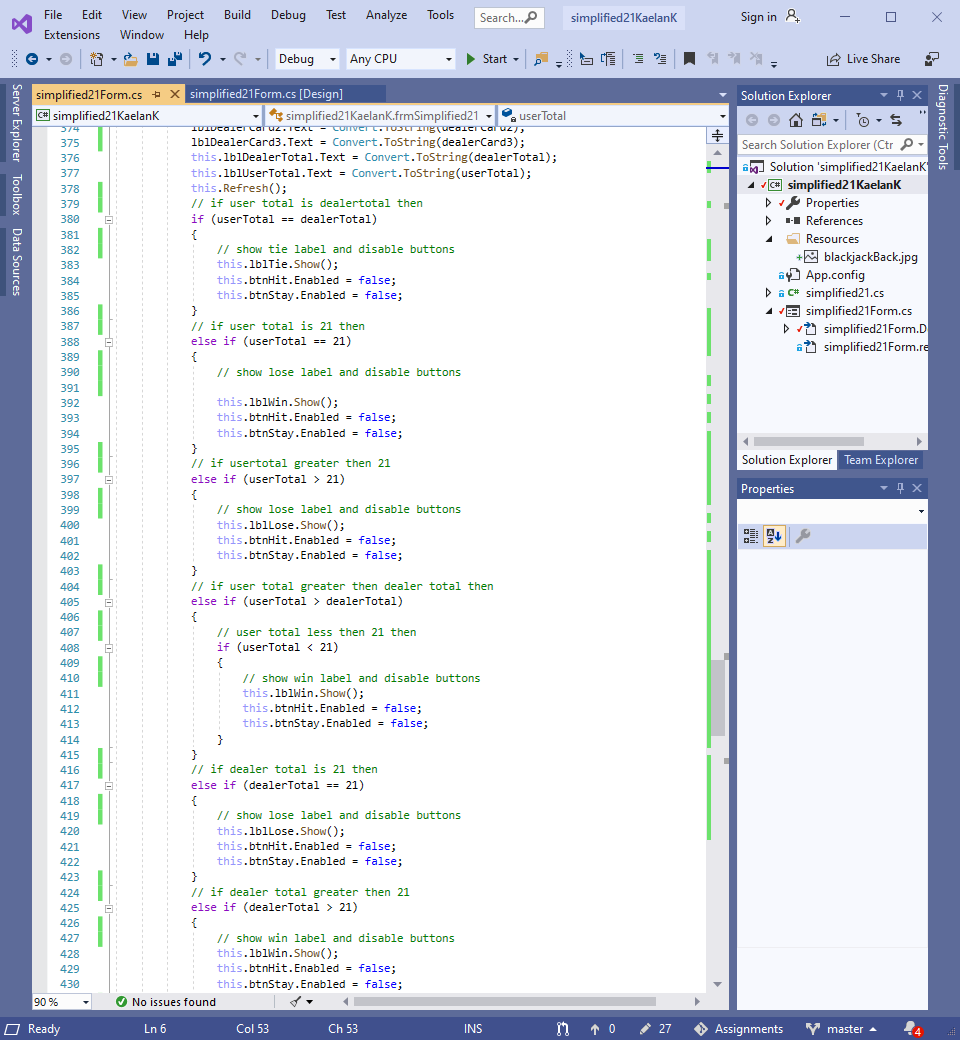 File Edit View Project Build Debug Test Analyze Tools Search... simplified21KaelanK Sign in
Extensions Window Help
Debug Any CPU Start Live Share
simplified21Form.cs simplified21Form.cs [Design]
simplified21KaelanK simplified21KaelanK.frmSimplified21 userTotal
Server Explorer
Toolbox
Data Sources
374 lblDealerCard2.Text = Convert.ToString(dealerCard2);
375 lblDealerCard3.Text = Convert.ToString(dealerCard3);
376 this.lblDealerTotal.Text = Convert.ToString(dealerTotal);
377 this.lblUserTotal.Text = Convert.ToString(userTotal);
378 this.Refresh();
379 // if user total is dealertotal then
380 if (userTotal == dealerTotal)
381 {
382 // show tie label and disable buttons
383 this.lblTie.Show();
384 this.btnHit.Enabled = false;
385 this.btnStay.Enabled = false;
386 }
387 // if user total is 21 then
388 else if (userTotal == 21)
389 {
390 // show lose label and disable buttons
391
392 this.lblWin.Show();
393 this.btnHit.Enabled = false;
394 this.btnStay.Enabled = false;
395 }
396 // if usertotal greater then 21
397 else if (userTotal > 21)
398 {
399 // show lose label and disable buttons
400 this.lblLose.Show();
401 this.btnHit.Enabled = false;
402 this.btnStay.Enabled = false;
403 }
404 // if user total greater then dealer total then
405 else if (userTotal > dealerTotal)
406 {
407 // user total less then 21 then
408 if (userTotal < 21)
409 {
410 // show win label and disable buttons
411 this.lblWin.Show();
412 this.btnHit.Enabled = false;
413 this.btnStay.Enabled = false;
414 }
415 }
416 // if dealer total is 21 then
417 else if (dealerTotal == 21)
418 {
419 // show lose label and disable buttons
420 this.lblLose.Show();
421 this.btnHit.Enabled = false;
422 this.btnStay.Enabled = false;
423 }
424 // if dealer total greater then 21
425 else if (dealerTotal > 21)
426 {
427 // show win label and disable buttons
428 this.lblWin.Show();
429 this.btnHit.Enabled = false;
430 this.btnStay.Enabled = false;
90 % No issues found
Solution Explorer
Search Solution Explorer (Ctr
Solution 'simplified21KaelanK'
C# simplified21KaelanK
Properties
References
Resources
blackjackBack.jpg
App.config
C# simplified21.cs
simplified21Form.cs
simplified21Form.D
simplified21Form.re
Solution Explorer Team Explorer
Properties
Diagnostic Tools
Ready Ln 6 Col 53 Ch 53 INS 0 27 Assignments master 4